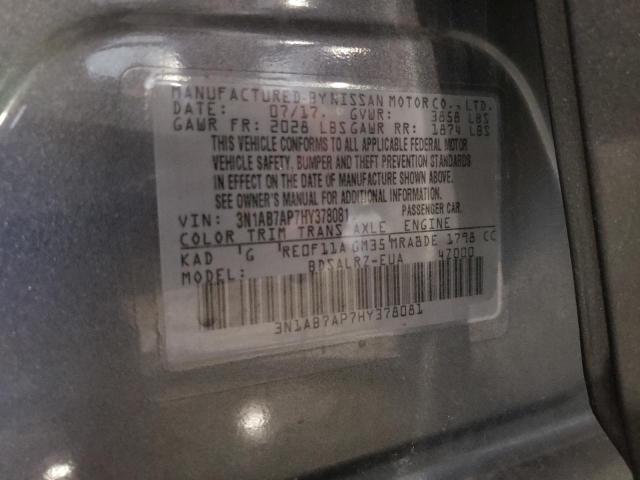 MANUFACTURED BY NISSAN MOTOR CO., LTD.
DATE: 07/17. GVWR: 3858 LBS
GAWR FR: 2028 LBS GAWR RR: 1874 LBS
THIS VEHICLE CONFORMS TO ALL APPLICABLE FEDERAL MOTOR
VEHICLE SAFETY, BUMPER AND THEFT PREVENTION STANDARDS
IN EFFECT ON THE DATE OF MANUFACTURE SHOWN ABOVE.
SEE OWNER'S MANUAL FOR ADDITIONAL INFORMATION.
VIN: 3N1AB7AP7HY378081 PASSENGER CAR.
COLOR TRIM TRANS AXLE ENGINE
KAD G RE0F11A GM35 MRA8DE 1798 CC
MODEL: BDSALRZ-EUA 47000
3N1AB7AP7HY378081